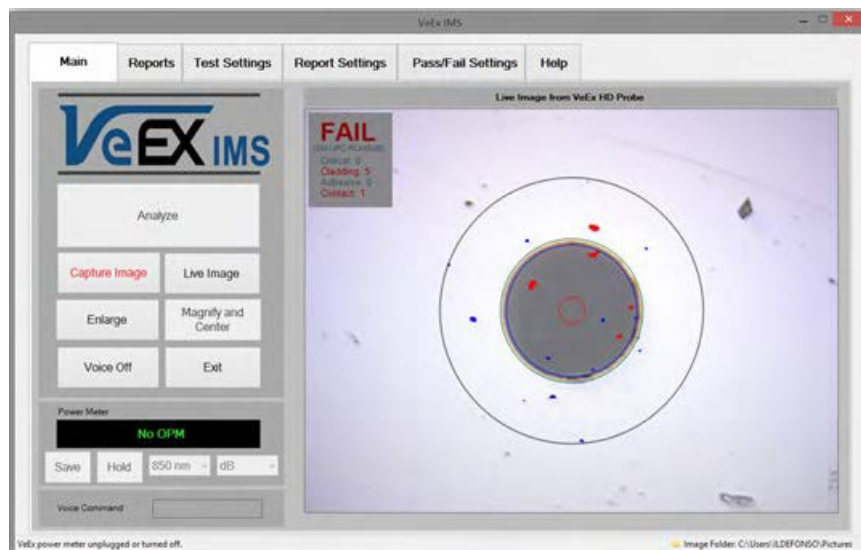 VeEx IMS
Main
Reports
Test Settings
Report Settings
Pass/Fail Settings
Help
VeEX IMS
Live Image from VeEx HD Probe
FAIL
Critical: 0
Cladding: 5
Adhesive: 0
Contact: 1
Analyze
Capture Image
Live Image
Enlarge
Magnify and
Center
Voice Off
Exit
Power Meter
No OPM
Save
Hold
850 nm
dB
Voice Command
VeEx power meter unplugged or turned off.
Image Folder: C:\Users\ILDEFONSO\Pictures